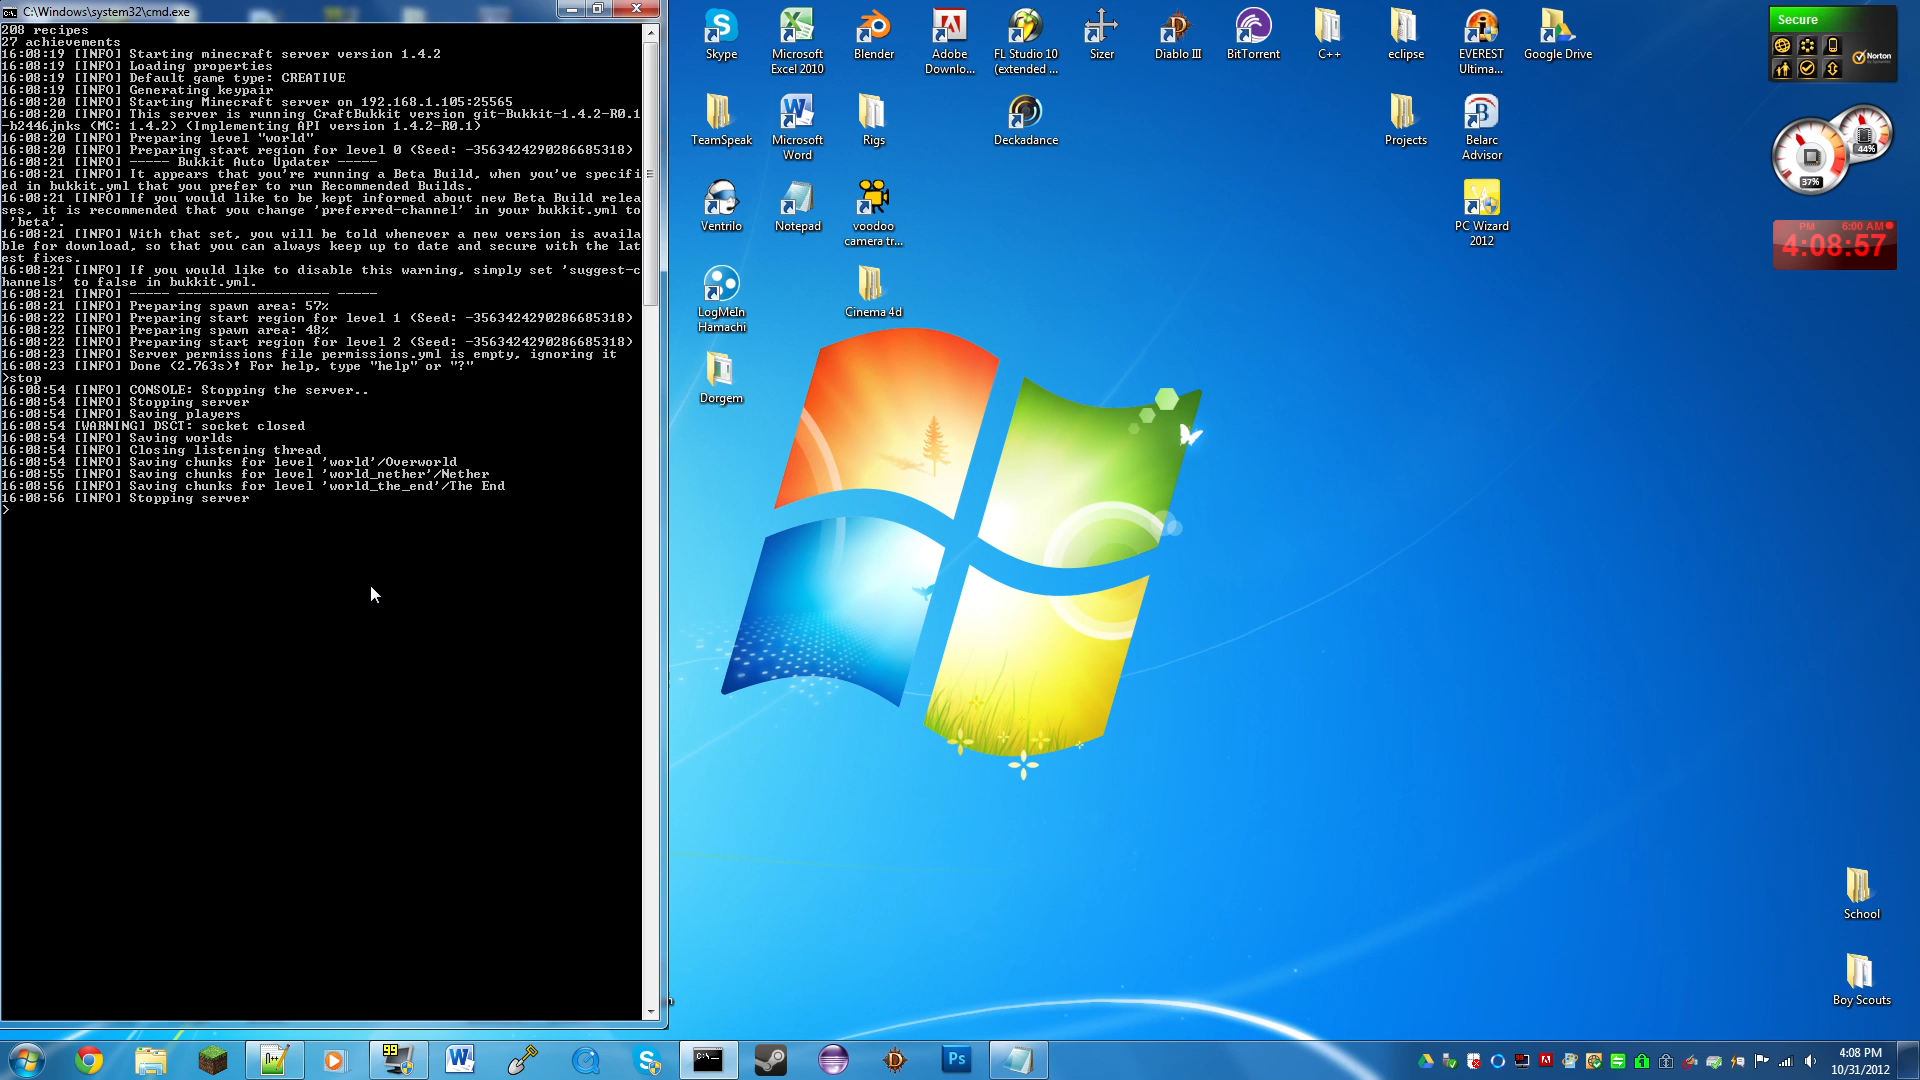 C:\Windows\system32\cmd.exe
208 recipes
27 achievements
16:08:19 [INFO] Starting minecraft server version 1.4.2
16:08:19 [INFO] Loading properties
16:08:19 [INFO] Default game type: CREATIVE
16:08:19 [INFO] Generating keypair
16:08:20 [INFO] Starting Minecraft server on 192.168.1.105:25565
16:08:20 [INFO] This server is running CraftBukkit version git-Bukkit-1.4.2-R0.1
-b2446jnks (MC: 1.4.2) (Implementing API version 1.4.2-R0.1)
16:08:20 [INFO] Preparing level "world"
16:08:20 [INFO] Preparing start region for level 0 (Seed: -3563424290286685318)
16:08:21 [INFO] ----- Bukkit Auto Updater -----
16:08:21 [INFO] It appears that you're running a Beta Build, when you've specifi
ed in bukkit.yml that you prefer to run Recommended Builds.
16:08:21 [INFO] If you would like to be kept informed about new Beta Build relea
ses, it is recommended that you change 'preferred-channel' in your bukkit.yml to
'beta'.
16:08:21 [INFO] With that set, you will be told whenever a new version is availa
ble for download, so that you can always keep up to date and secure with the lat
est fixes.
16:08:21 [INFO] If you would like to disable this warning, simply set 'suggest-c
hannels' to false in bukkit.yml.
16:08:21 [INFO] ----- ------------------- -----
16:08:21 [INFO] Preparing spawn area: 57%
16:08:22 [INFO] Preparing start region for level 1 (Seed: -3563424290286685318)
16:08:22 [INFO] Preparing spawn area: 48%
16:08:22 [INFO] Preparing start region for level 2 (Seed: -3563424290286685318)
16:08:23 [INFO] Server permissions file permissions.yml is empty, ignoring it
16:08:23 [INFO] Done (2.763s)! For help, type "help" or "?"
>stop
16:08:54 [INFO] CONSOLE: Stopping the server..
16:08:54 [INFO] Stopping server
16:08:54 [INFO] Saving players
16:08:54 [WARNING] DSCT: socket closed
16:08:54 [INFO] Saving worlds
16:08:54 [INFO] Closing listening thread
16:08:54 [INFO] Saving chunks for level 'world'/Overworld
16:08:55 [INFO] Saving chunks for level 'world_nether'/Nether
16:08:56 [INFO] Saving chunks for level 'world_the_end'/The End
16:08:56 [INFO] Stopping server
>
Skype
Microsoft
Excel 2010
Blender
Adobe
Downlo...
FL Studio 10
(extended ...
Sizer
Diablo III
BitTorrent
C++
eclipse
EVEREST
Ultima...
Google Drive
TeamSpeak
Microsoft
Word
Rigs
Deckadance
Projects
Belarc
Advisor
Ventrilo
Notepad
voodoo
camera tr...
PC Wizard
2012
LogMeIn
Hamachi
Cinema 4d
Dorgem
Secure
Norton
44%
37%
PM 6:00 AM
4:08:57
School
Boy Scouts
99
Ps
4:08 PM
10/31/2012